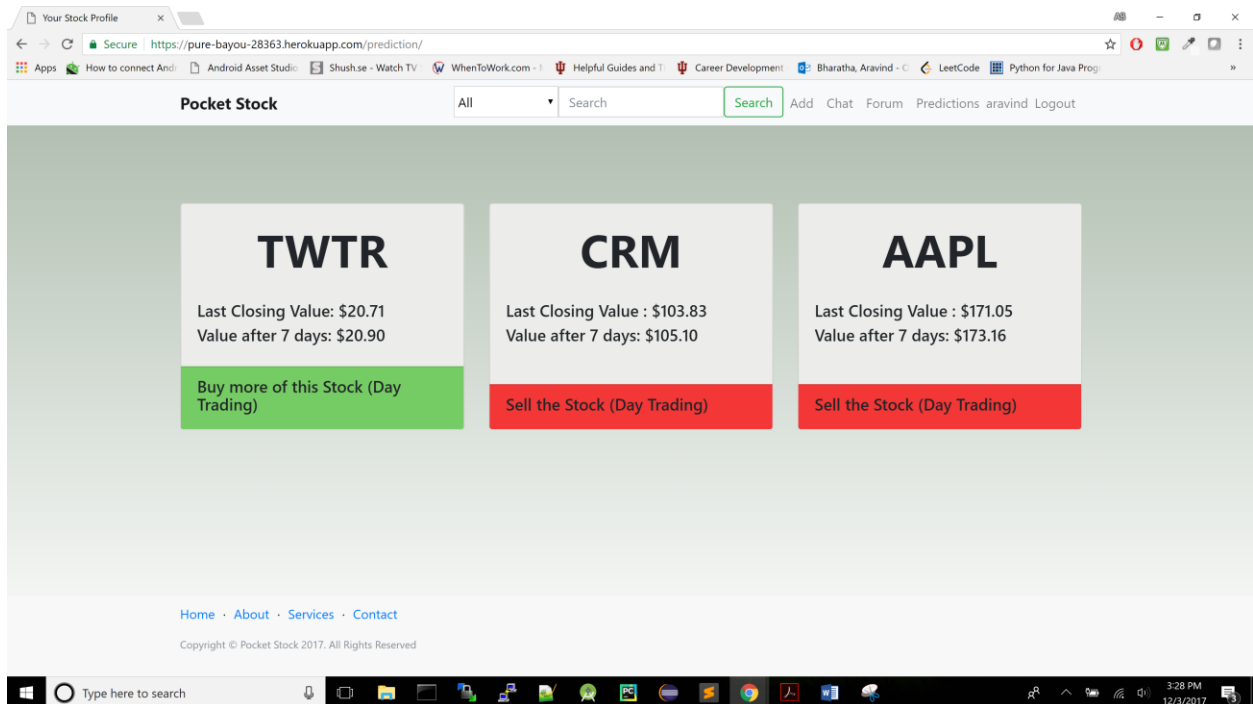 Your Stock Profile
AB
Secure
https://pure-bayou-28363.herokuapp.com/prediction/
Apps
How to connect Andr
Android Asset Studio
Shush.se - Watch TV
WhenToWork.com -
Helpful Guides and T
Career Development
Bharatha, Aravind -
LeetCode
Python for Java Progr
»
Pocket Stock
All
Search
Search
Add
Chat
Forum
Predictions
aravind
Logout
TWTR
Last Closing Value: $20.71
Value after 7 days: $20.90
Buy more of this Stock (Day
Trading)
CRM
Last Closing Value : $103.83
Value after 7 days: $105.10
Sell the Stock (Day Trading)
AAPL
Last Closing Value : $171.05
Value after 7 days: $173.16
Sell the Stock (Day Trading)
Home · About · Services · Contact
Copyright © Pocket Stock 2017. All Rights Reserved
Type here to search
3:28 PM
12/3/2017